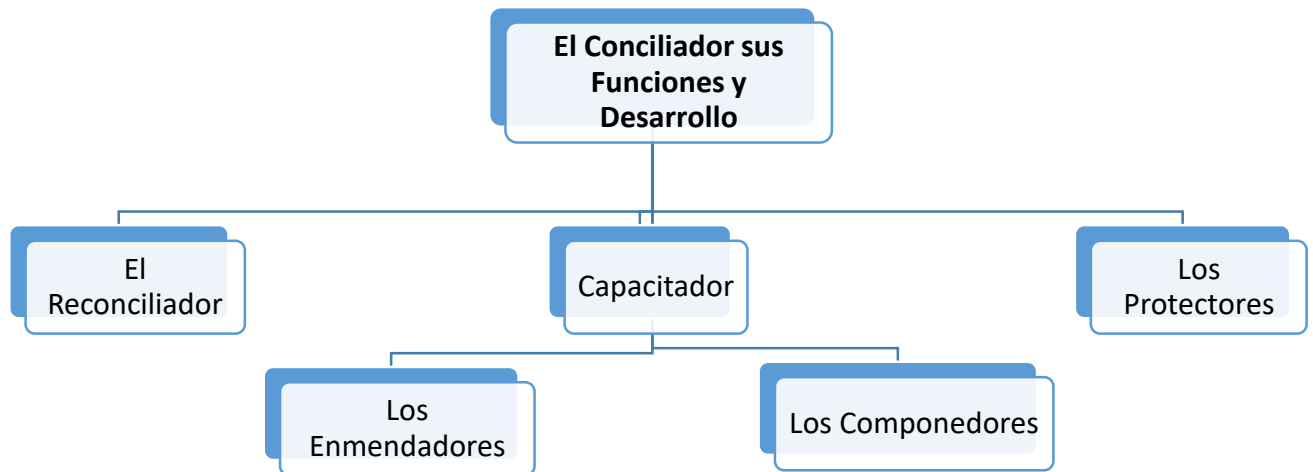 El Conciliador sus
Funciones y
Desarrollo
El
Reconciliador
Capacitador
Los
Protectores
Los
Enmendadores
Los Componedores